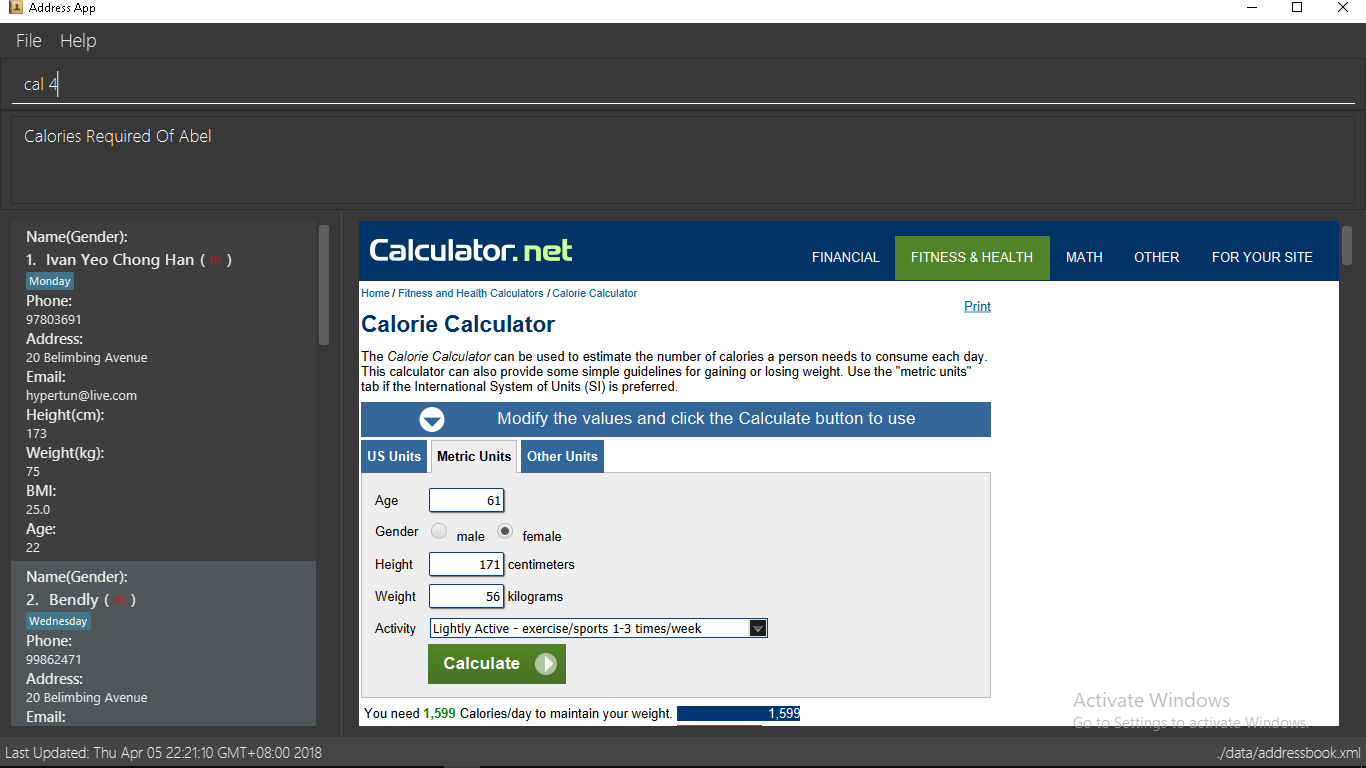 Address App
File Help
cal 4
Calories Required Of Abel
Name(Gender):
1. Ivan Yeo Chong Han ( m )
Monday
Phone:
97803691
Address:
20 Belimbing Avenue
Email:
hypertun@live.com
Height(cm):
173
Weight(kg):
75
BMI:
25.0
Age:
22
Name(Gender):
2. Bendly ( m )
Wednesday
Phone:
99862471
Address:
20 Belimbing Avenue
Email:
Calculator.net
FINANCIAL FITNESS & HEALTH MATH OTHER FOR YOUR SITE
Home / Fitness and Health Calculators / Calorie Calculator
Print
Calorie Calculator
The Calorie Calculator can be used to estimate the number of calories a person needs to consume each day.
This calculator can also provide some simple guidelines for gaining or losing weight. Use the "metric units"
tab if the International System of Units (SI) is preferred.
Modify the values and click the Calculate button to use
US Units Metric Units Other Units
Age 61
Gender male female
Height 171 centimeters
Weight 56 kilograms
Activity Lightly Active - exercise/sports 1-3 times/week
Calculate
You need 1,599 Calories/day to maintain your weight. 1,599
Activate Windows
Go to Settings to activate Windows.
Last Updated: Thu Apr 05 22:21:10 GMT+08:00 2018
./data/addressbook.xml